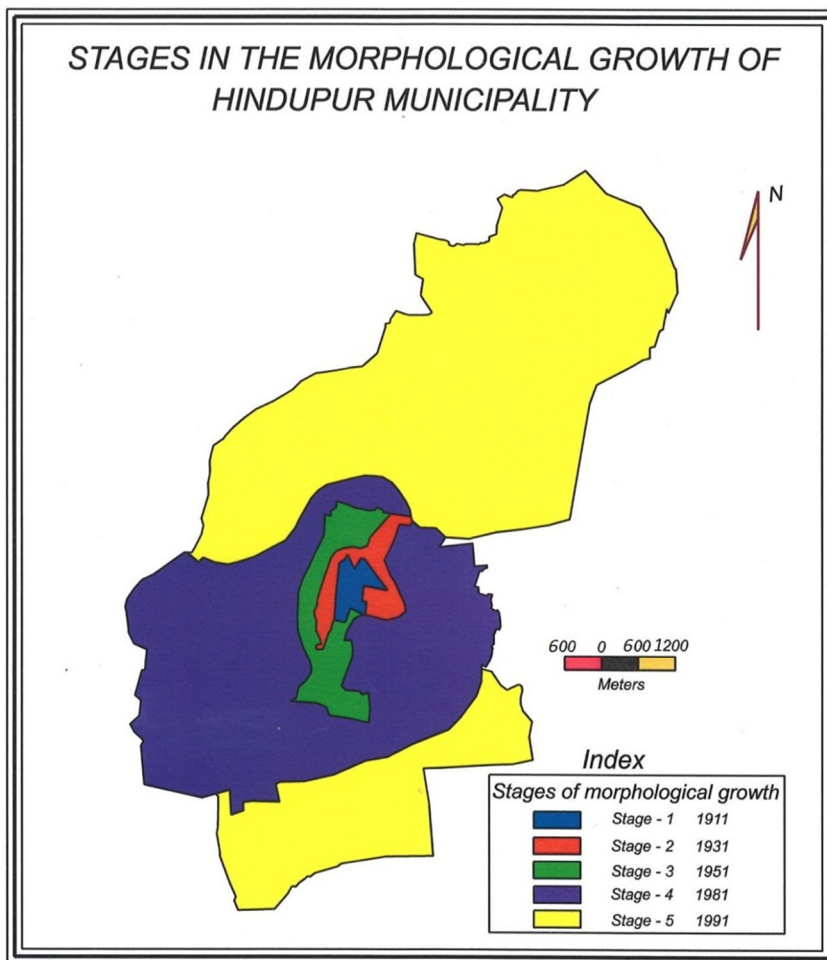 STAGES IN THE MORPHOLOGICAL GROWTH OF
HINDUPUR MUNICIPALITY
N
600 0 600 1200
Meters
Index
Stages of morphological growth
Stage - 1 1911
Stage - 2 1931
Stage - 3 1951
Stage - 4 1981
Stage - 5 1991